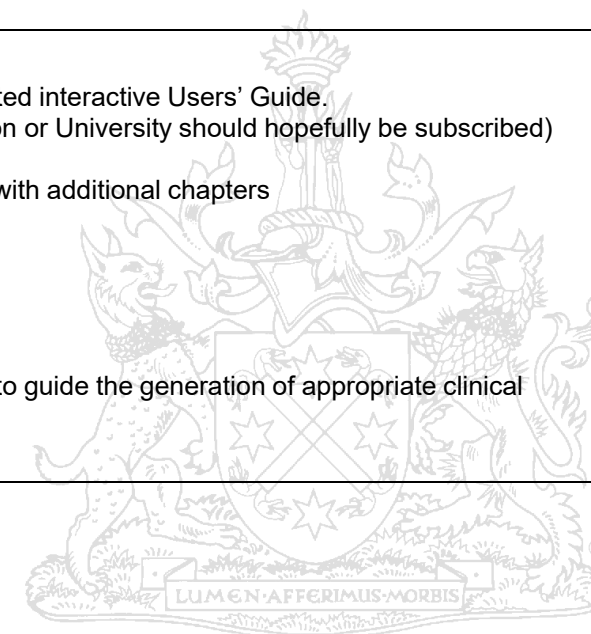 ted interactive Users’ Guide.
on or University should hopefully be subscribed)
with additional chapters
to guide the generation of appropriate clinical
LUMEN·AFFERIMUS·MORBIS